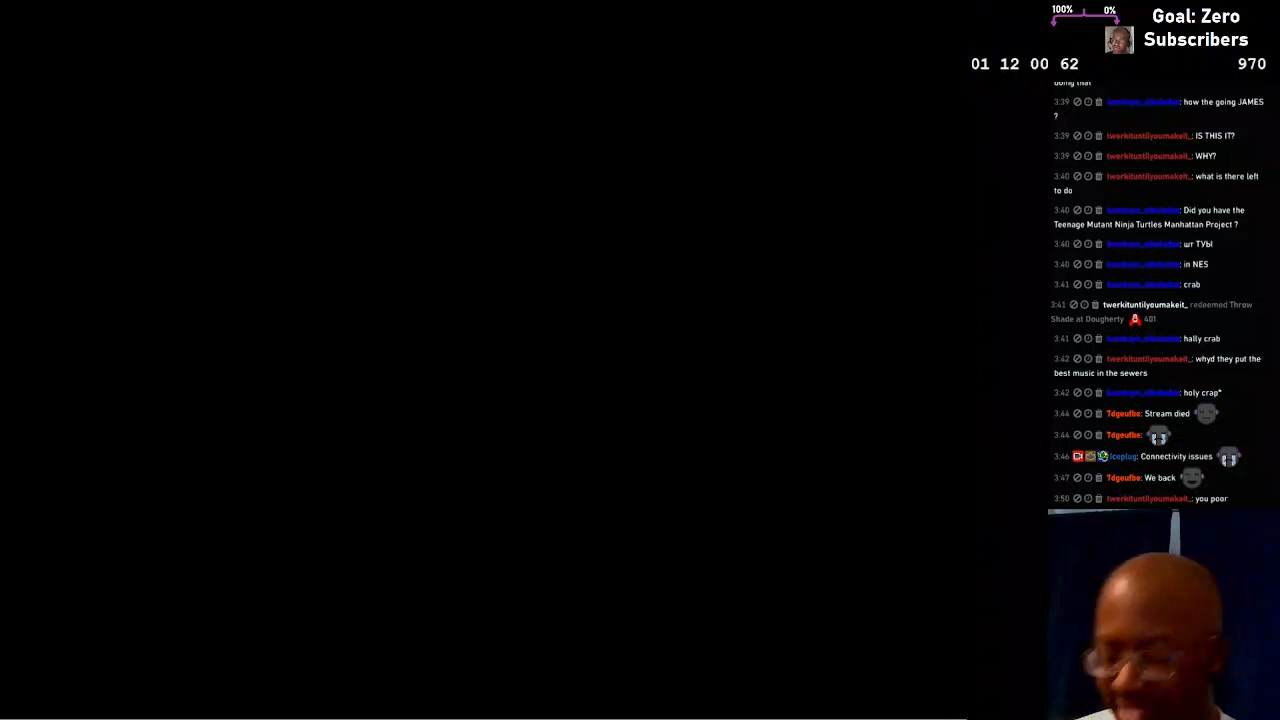 100% 0%
Goal: Zero
Subscribers
01 12 00 62 970
doing that
3:39 : how the going JAMES
?
3:39 twerkituntilyoumakeit_: IS THIS IT?
3:39 twerkituntilyoumakeit_: WHY?
3:40 twerkituntilyoumakeit_: what is there left
to do
3:40 : Did you have the
Teenage Mutant Ninja Turtles Manhattan Project ?
3:40 : шт ТУЫ
3:40 : in NES
3:41 : crab
3:41 twerkituntilyoumakeit_ redeemed Throw
Shade at Dougherty 401
3:41 : hally crab
3:42 twerkituntilyoumakeit_: whyd they put the
best music in the sewers
3:42 : holy crap*
3:44 7dgeufbe: Stream died
3:44 7dgeufbe:
3:46 Iceplug: Connectivity issues
3:47 7dgeufbe: We back
3:50 twerkituntilyoumakeit_: you poor